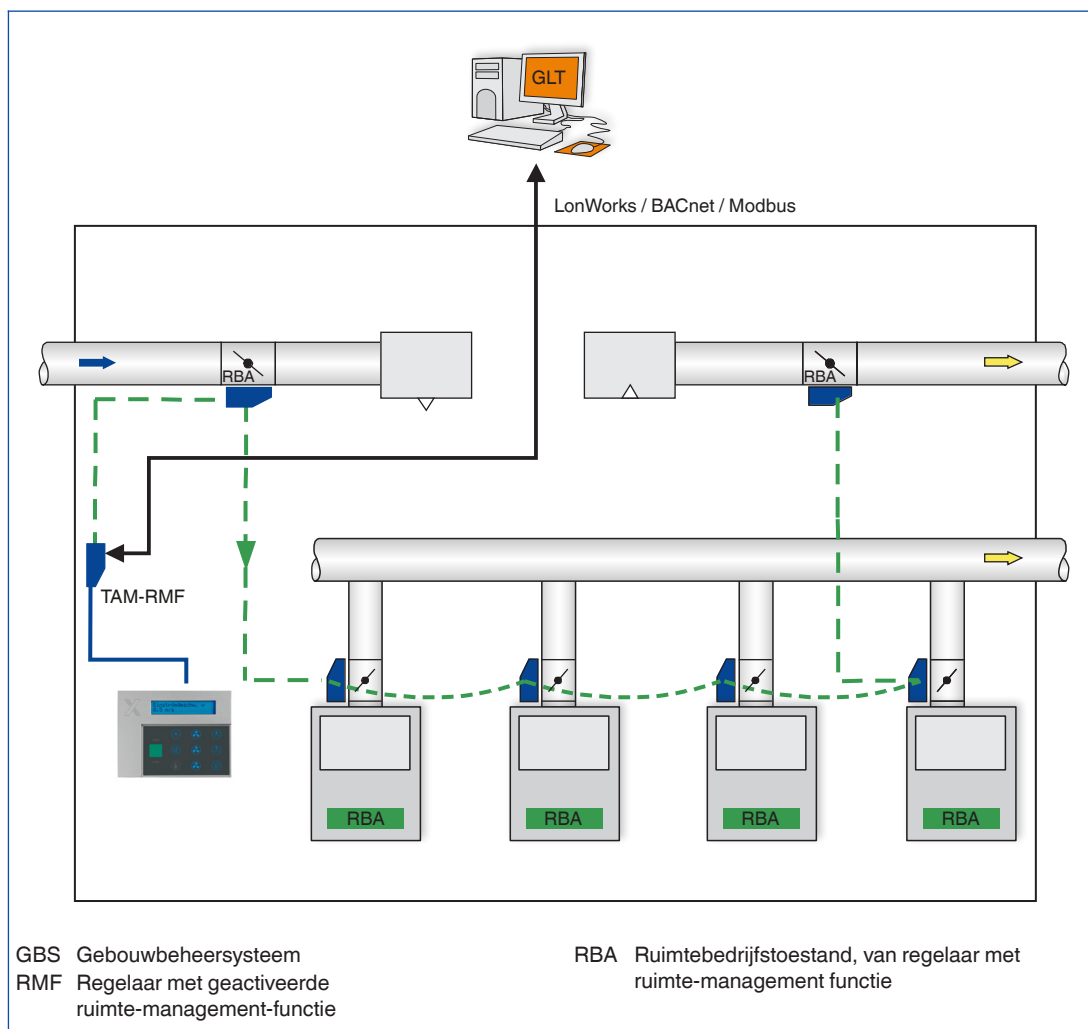 GLT
LonWorks / BACnet / Modbus
RBA
RBA
TAM-RMF
RBA
RBA
RBA
RBA
GBS Gebouwbeheersysteem
RMF Regelaar met geactiveerde
ruimte-management-functie
RBA Ruimtebedrijfstoestand, van regelaar met
ruimte-management functie